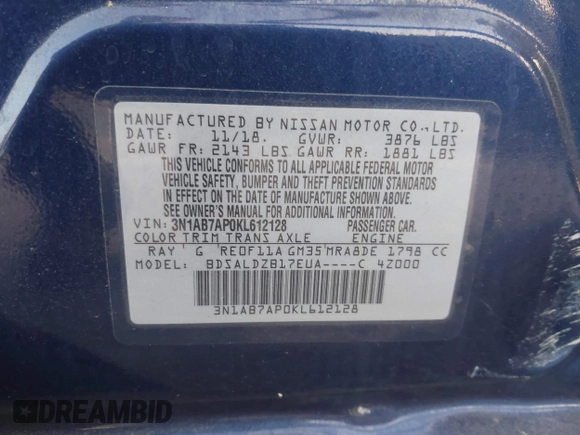 MANUFACTURED BY NISSAN MOTOR CO.,LTD.
DATE: 11/18. GVWR: 3876 LBS
GAWR FR: 2143 LBS GAWR RR: 1881 LBS
THIS VEHICLE CONFORMS TO ALL APPLICABLE FEDERAL MOTOR
VEHICLE SAFETY, BUMPER AND THEFT PREVENTION STANDARDS
IN EFFECT ON THE DATE OF MANUFACTURE SHOWN ABOVE.
SEE OWNER'S MANUAL FOR ADDITIONAL INFORMATION
VIN: 3N1AB7AP0KL612128 PASSENGER CAR.
COLOR TRIM TRANS AXLE ENGINE
RAY' G RE0F11A GM35'MRA8DE 1798 CC
MODEL: BDSALDZB17EUA----C 4Z000
3N1AB7AP0KL612128
DREAMBID